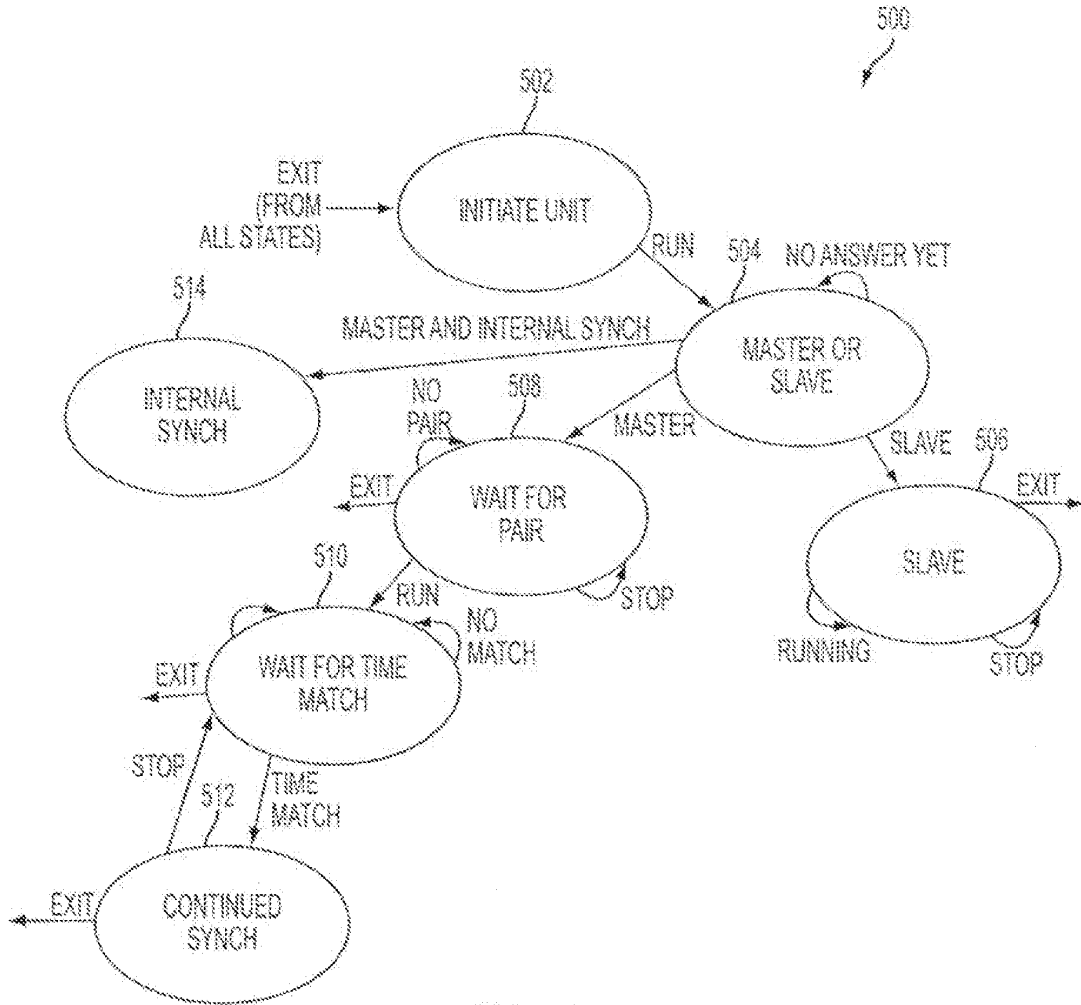 500
502
EXIT
(FROM
ALL STATES)
INITIATE UNIT
RUN
504
NO ANSWER YET
514
MASTER AND INTERNAL SYNCH
MASTER OR
SLAVE
INTERNAL
SYNCH
NO
PAIR
508
MASTER
SLAVE
506
EXIT
EXIT
WAIT FOR
PAIR
SLAVE
510
RUN
STOP
NO
MATCH
RUNNING
STOP
EXIT
WAIT FOR TIME
MATCH
STOP
512
TIME
MATCH
EXIT
CONTINUED
SYNCH